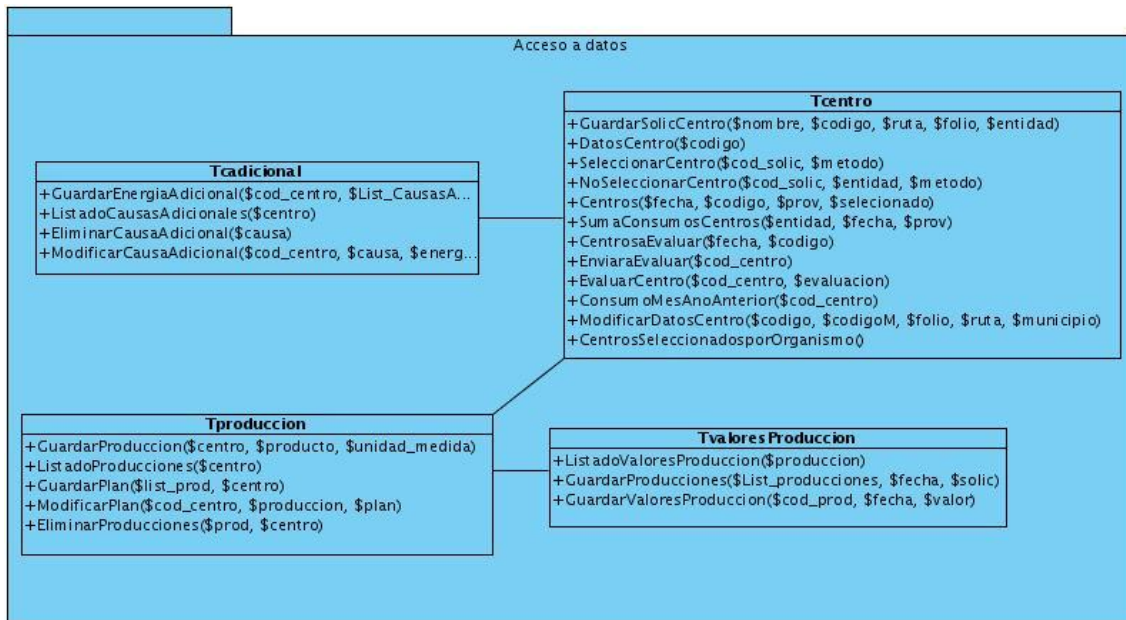 Acceso a datos
Tcentro
+GuardarSolicCentro($nombre, $codigo, $ruta, $folio, $entidad)
+DatosCentro($codigo)
+SeleccionarCentro($cod_solic, $metodo)
+NoSeleccionarCentro($cod_solic, $entidad, $metodo)
+Centros($fecha, $codigo, $prov, $selecionado)
+SumaConsumosCentros($entidad, $fecha, $prov)
+CentrosaEvaluar($fecha, $codigo)
+EnviaraEvaluar($cod_centro)
+EvaluarCentro($cod_centro, $evaluacion)
+ConsumoMesAnoAnterior($cod_centro)
+ModificarDatosCentro($codigo, $codigoM, $folio, $ruta, $municipio)
+CentrosSeleccionadosporOrganismo()
Tcadicional
+GuardarEnergiaAdicional($cod_centro, $List_CausasA...
+ListadoCausasAdicionales($centro)
+EliminarCausaAdicional($causa)
+ModificarCausaAdicional($cod_centro, $causa, $energ...
Tproduccion
+GuardarProduccion($centro, $producto, $unidad_medida)
+ListadoProducciones($centro)
+GuardarPlan($list_prod, $centro)
+ModificarPlan($cod_centro, $produccion, $plan)
+EliminarProducciones($prod, $centro)
TvaloresProduccion
+ListadoValoresProduccion($produccion)
+GuardarProducciones($List_producciones, $fecha, $solic)
+GuardarValoresProduccion($cod_prod, $fecha, $valor)